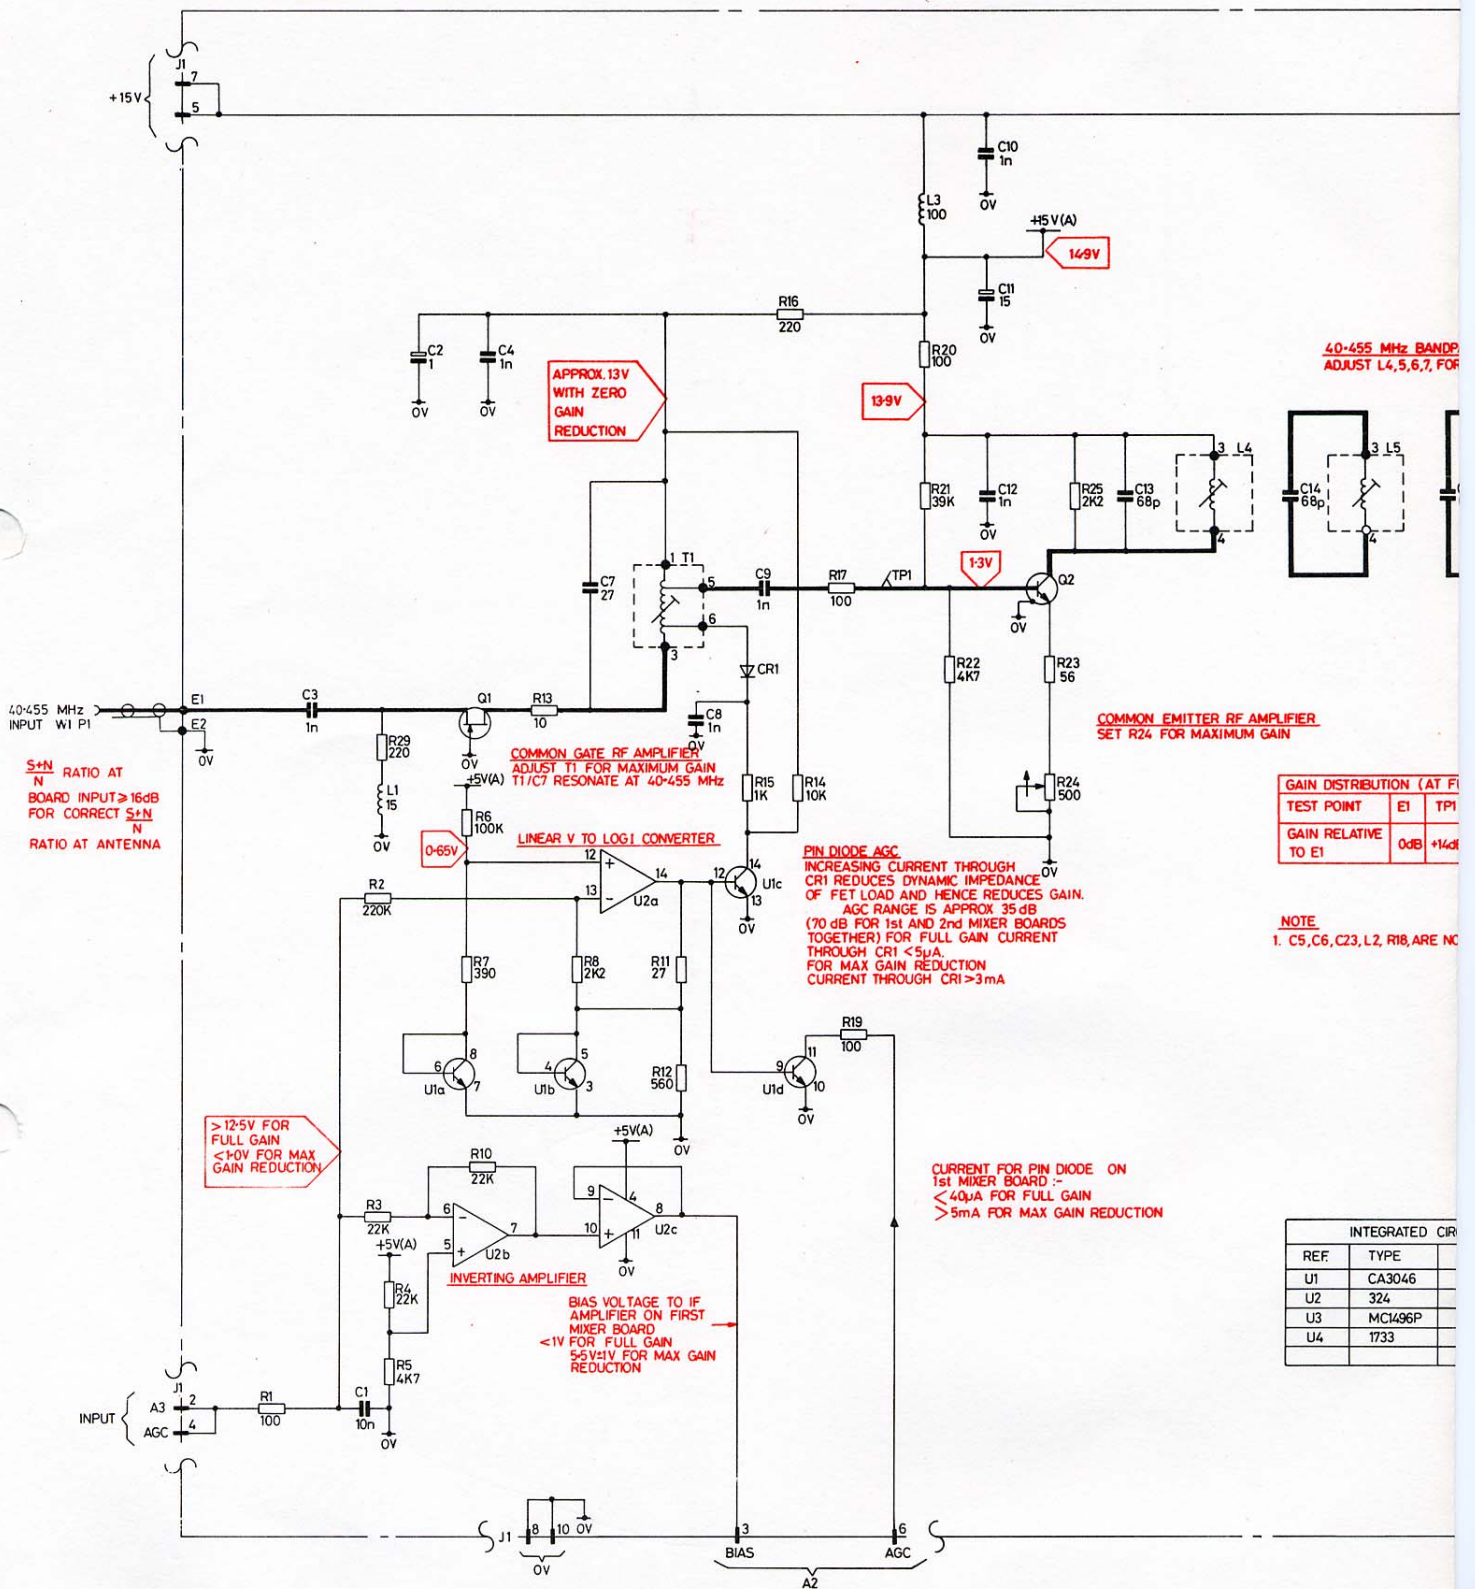 J1
7
+15V
5
C10
1n
0V
L3
100
+15V(A)
14·9V
C11
15
0V
R16
220
R20
100
C2
1
0V
C4
1n
0V
APPROX. 13V
WITH ZERO
GAIN
REDUCTION
13·9V
40·455 MHz
ADJUST L4,5,6,7, FOR
3 L4
4
3 L5
4
C14
68p
R21
39K
C12
1n
0V
R25
2K2
C13
68p
1·3V
C7
27
1 T1
5
6
3
C9
1n
R17
100
TP1
Q2
0V
CR1
C8
1n
0V
R22
4K7
R23
56
40·455 MHz
INPUT W1 P1
E1
E2
0V
C3
1n
Q1
0V
R13
10
R29
220
L1
15
0V
COMMON GATE RF AMPLIFIER
ADJUST T1 FOR MAXIMUM GAIN
T1/C7 RESONATE AT 40·455 MHz
COMMON EMITTER RF AMPLIFIER
SET R24 FOR MAXIMUM GAIN
S+N
N
RATIO AT
BOARD INPUT ≥ 16dB
FOR CORRECT S+N
N
RATIO AT ANTENNA
+5V(A)
R6
100K
0·65V
R15
1K
R14
10K
R24
500
0V
GAIN DISTRIBUTION (AT
TEST POINT E1 TP1
GAIN RELATIVE
TO E1
0dB
LINEAR V TO LOG I CONVERTER
R2
220K
12
+
13
−
14
U2a
12
14
13
U1c
0V
PIN DIODE AGC
INCREASING CURRENT THROUGH
CR1 REDUCES DYNAMIC IMPEDANCE
OF FET LOAD AND HENCE REDUCES GAIN.
AGC RANGE IS APPROX 35dB
(70 dB FOR 1st AND 2nd MIXER BOARDS
TOGETHER) FOR FULL GAIN CURRENT
THROUGH CR1 <5µA.
FOR MAX GAIN REDUCTION
CURRENT THROUGH CR1 >3mA
NOTE
1. C5,C6,C23,L2, R18, ARE
R7
390
R8
2K2
R11
27
R12
560
0V
6
8
7
U1a
4
5
3
U1b
9
11
10
U1d
0V
R19
100
>12·5V FOR
FULL GAIN
<1·0V FOR MAX
GAIN REDUCTION
R10
22K
R3
22K
6
−
5
+
7
U2b
+5V(A)
9
−
10
+
4
8
11
U2c
0V
CURRENT FOR PIN DIODE ON
1st MIXER BOARD :-
<40µA FOR FULL GAIN
>5mA FOR MAX GAIN REDUCTION
+5V(A)
R4
22K
INVERTING AMPLIFIER
BIAS VOLTAGE TO IF
AMPLIFIER ON FIRST
MIXER BOARD
<1V FOR FULL GAIN
5·5V±1V FOR MAX GAIN
REDUCTION
INTEGRATED
REF. TYPE
U1 CA3046
U2 324
U3 MC1496P
U4 1733
R5
4K7
J1
INPUT
A3 2
AGC 4
R1
100
C1
10n
0V
J1
8 10 0V
0V
3
BIAS
6
AGC
A2